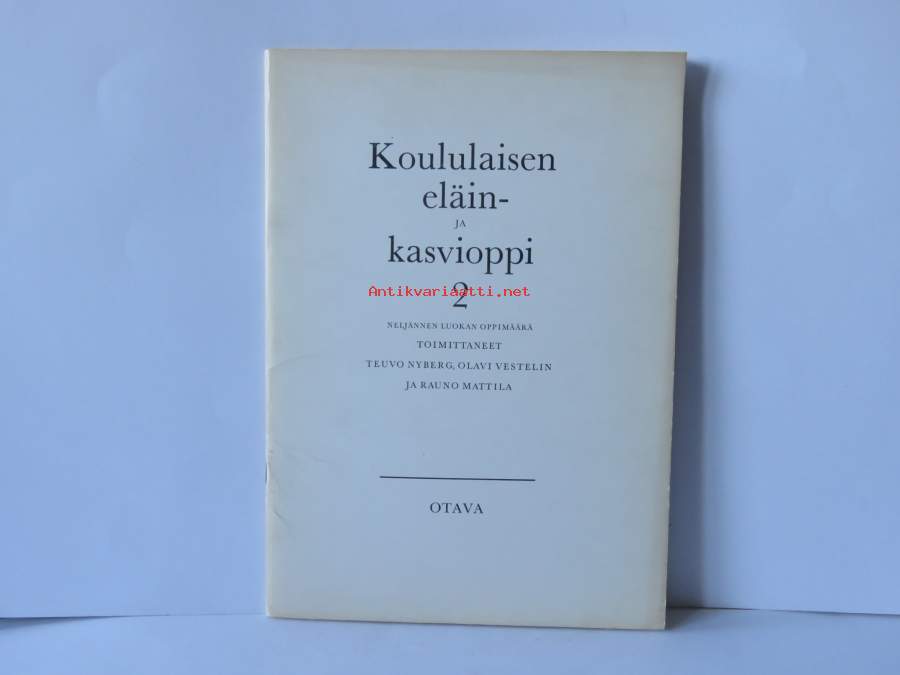 Koululaisen
eläin-
JA
kasvioppi
2
Antikvariaatti.net
NELJÄNNEN LUOKAN OPPIMÄÄRÄ
TOIMITTANEET
TEUVO NYBERG, OLAVI VESTELIN
JA RAUNO MATTILA
OTAVA